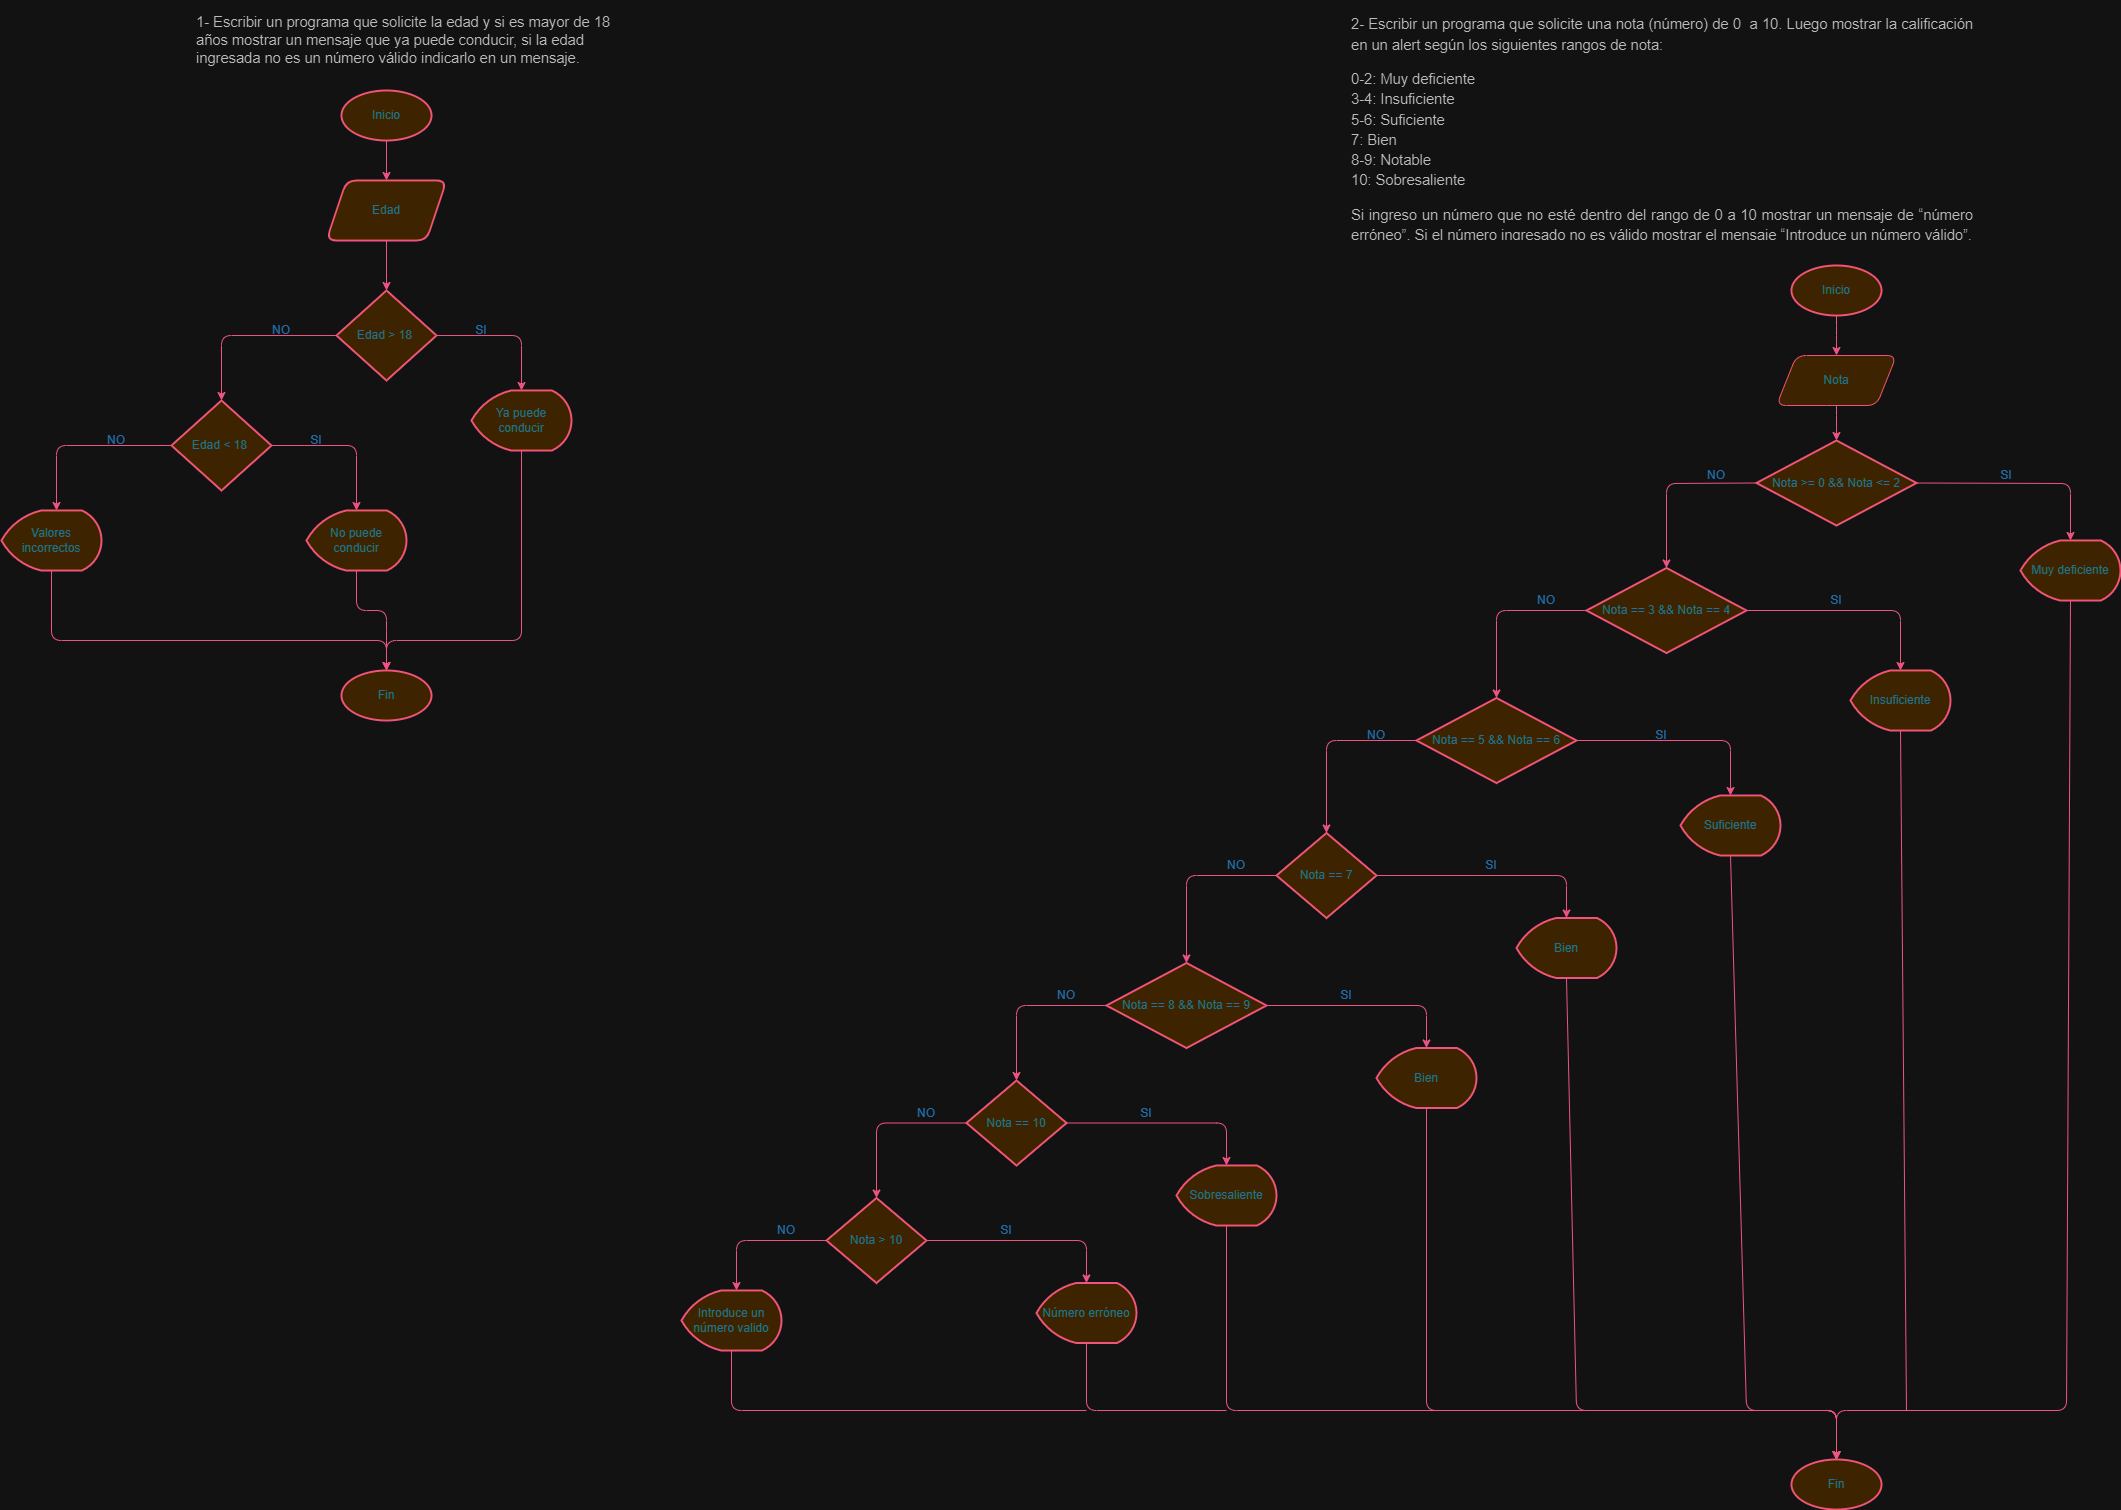 1- Escribir un programa que solicite la edad y si es mayor de 18
años mostrar un mensaje que ya puede conducir, si la edad
ingresada no es un número válido indicarlo en un mensaje.
Inicio
Edad
Edad > 18
NO
SI
Ya puede
conducir
Edad < 18
NO
SI
Valores
incorrectos
No puede
conducir
Fin
2- Escribir un programa que solicite una nota (número) de 0  a 10. Luego mostrar la calificación
en un alert según los siguientes rangos de nota:
0-2: Muy deficiente
3-4: Insuficiente
5-6: Suficiente
7: Bien
8-9: Notable
10: Sobresaliente
Si ingreso un número que no esté dentro del rango de 0 a 10 mostrar un mensaje de “número
erróneo”. Si el número ingresado no es válido mostrar el mensaje “Introduce un número válido”.
Inicio
Nota
Nota >= 0 && Nota <= 2
NO
SI
Muy deficiente
Nota == 3 && Nota == 4
NO
SI
Insuficiente
Nota == 5 && Nota == 6
NO
SI
Suficiente
Nota == 7
NO
SI
Bien
Nota == 8 && Nota == 9
NO
SI
Bien
Nota == 10
NO
SI
Sobresaliente
Nota > 10
NO
SI
Introduce un
número valido
Número erróneo
Fin